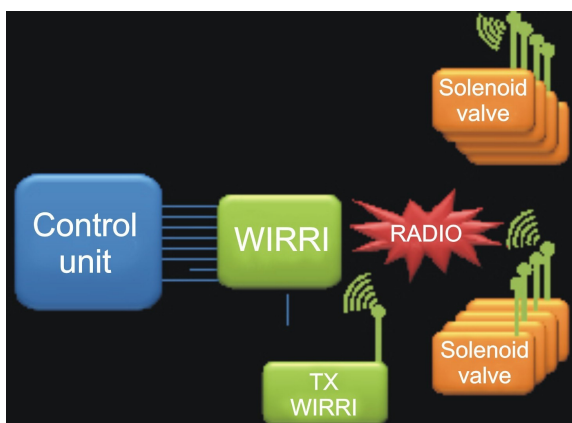 Solenoid
valve
Control
unit
WIRRI
RADIO
Solenoid
valve
TX
WIRRI